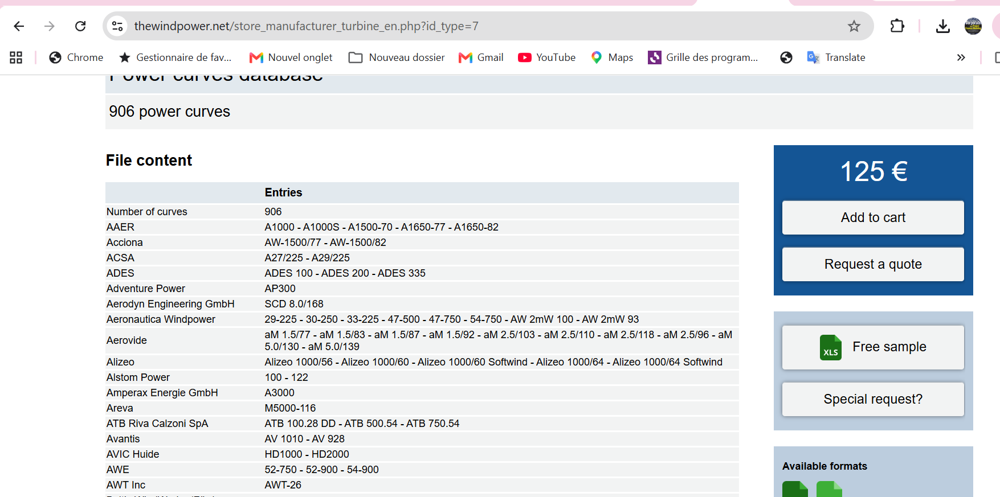 thewindpower.net/store_manufacturer_turbine_en.php?id_type=7
Chrome
Gestionnaire de fav...
Nouvel onglet
Nouveau dossier
Gmail
YouTube
Maps
Grille des program...
Translate
Power curves database
906 power curves
File content
Entries
Number of curves 906
AAER A1000 - A1000S - A1500-70 - A1650-77 - A1650-82
Acciona AW-1500/77 - AW-1500/82
ACSA A27/225 - A29/225
ADES ADES 100 - ADES 200 - ADES 335
Adventure Power AP300
Aerodyn Engineering GmbH SCD 8.0/168
Aeronautica Windpower 29-225 - 30-250 - 33-225 - 47-500 - 47-750 - 54-750 - AW 2mW 100 - AW 2mW 93
Aerovide aM 1.5/77 - aM 1.5/83 - aM 1.5/87 - aM 1.5/92 - aM 2.5/103 - aM 2.5/110 - aM 2.5/118 - aM 2.5/96 - aM
5.0/130 - aM 5.0/139
Alizeo Alizeo 1000/56 - Alizeo 1000/60 - Alizeo 1000/60 Softwind - Alizeo 1000/64 - Alizeo 1000/64 Softwind
Alstom Power 100 - 122
Amperax Energie GmbH A3000
Areva M5000-116
ATB Riva Calzoni SpA ATB 100.28 DD - ATB 500.54 - ATB 750.54
Avantis AV 1010 - AV 928
AVIC Huide HD1000 - HD2000
AWE 52-750 - 52-900 - 54-900
AWT Inc AWT-26
125 €
Add to cart
Request a quote
XLS Free sample
Special request?
Available formats